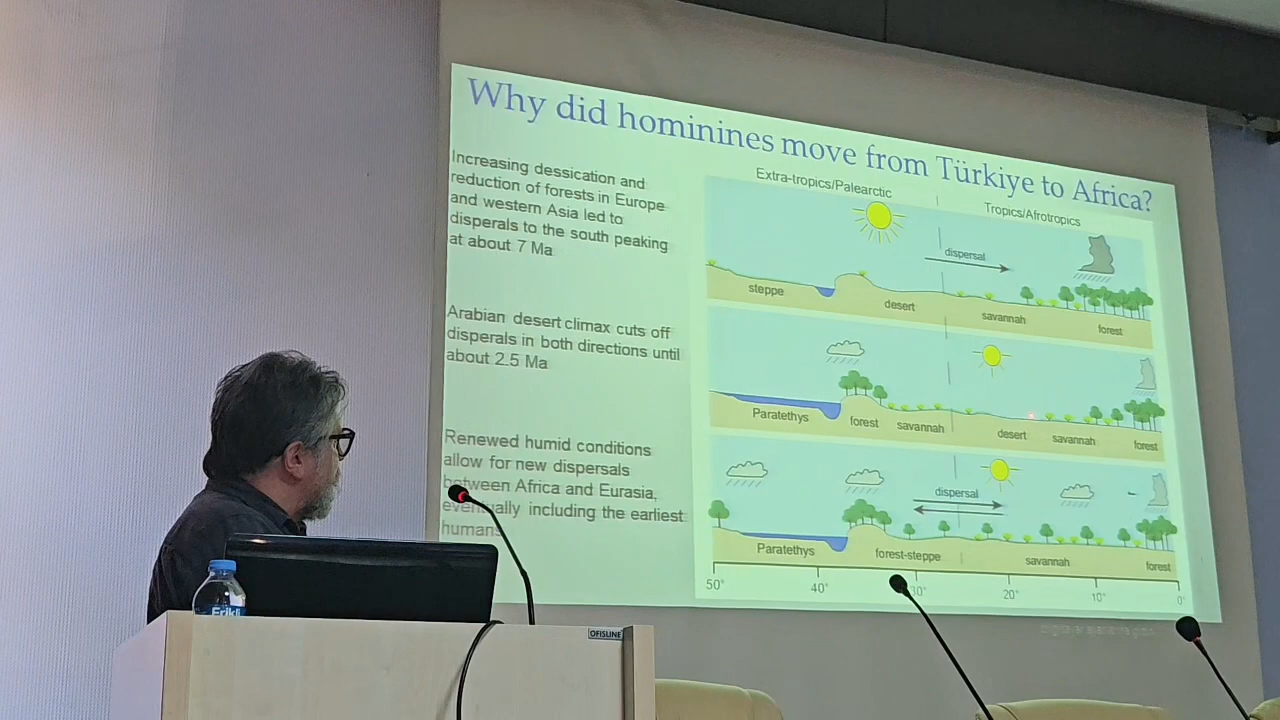 Why did hominines move from Türkiye to Africa?
Increasing dessication and
reduction of forests in Europe
and western Asia led to
disperals to the south peaking
at about 7 Ma
Arabian desert climax cuts off
disperals in both directions until
about 2.5 Ma
Renewed humid conditions
allow for new dispersals
between Africa and Eurasia,
eventually including the earliest
humans
Extra-tropics/Palearctic
Tropics/Afrotropics
dispersal
steppe
desert
savannah
forest
Paratethys
forest
savannah
desert
savannah
forest
dispersal
Paratethys
forest-steppe
savannah
forest
50°
40°
30°
20°
10°
0°
Erikli
OFISLINE